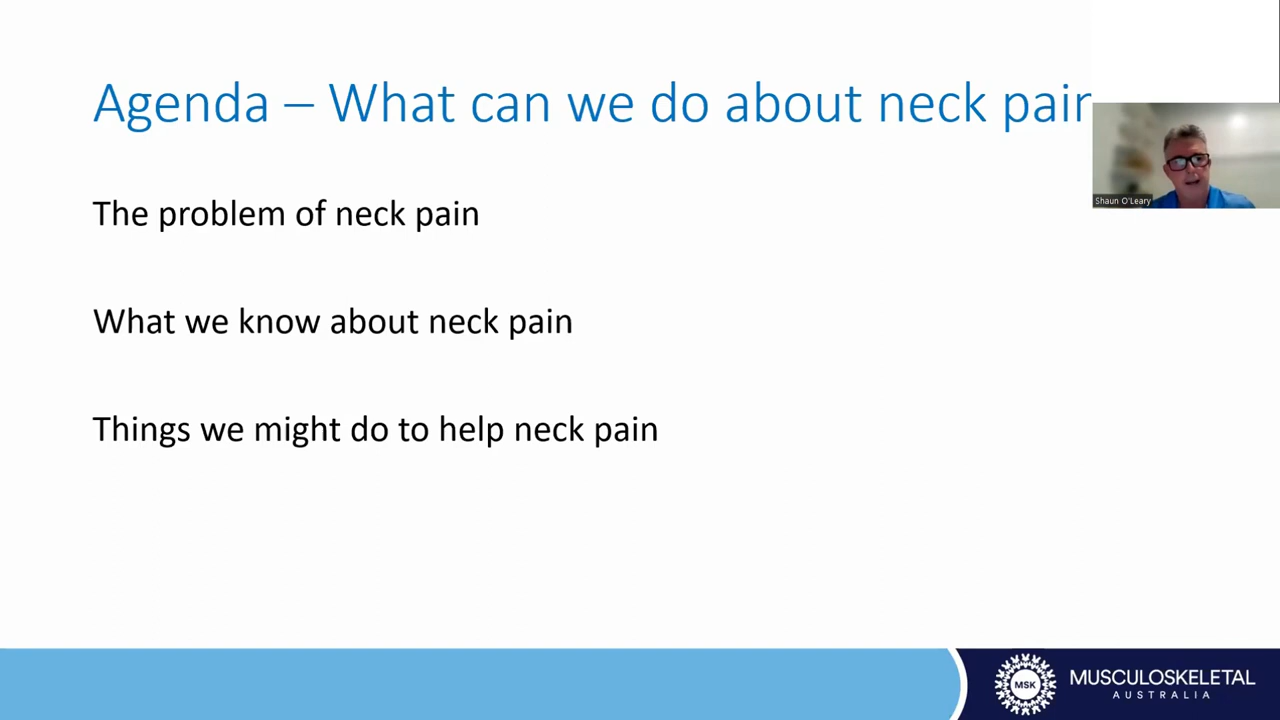 Agenda – What can we do about neck pain
Shaun O'Leary
The problem of neck pain
What we know about neck pain
Things we might do to help neck pain
MSK
MUSCULOSKELETAL
AUSTRALIA